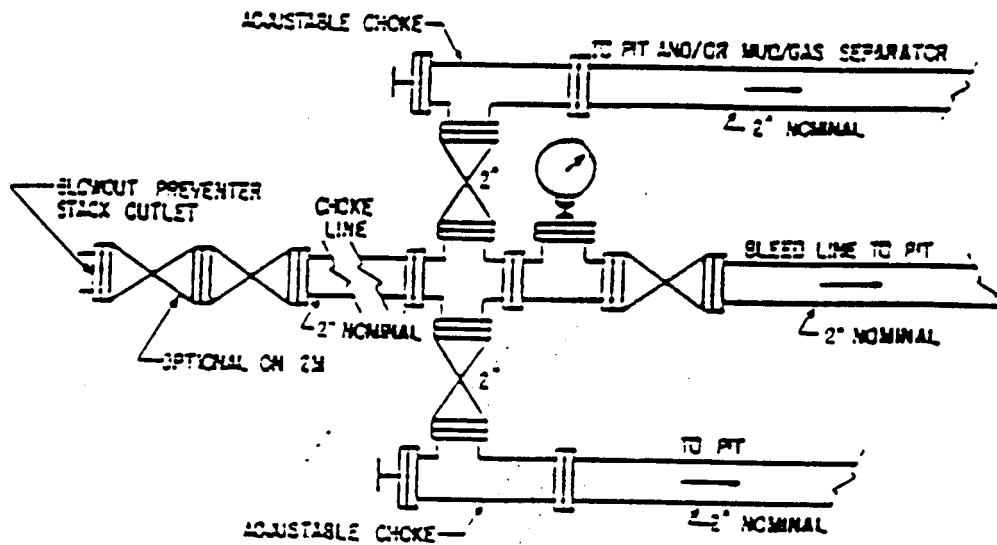 ADJUSTABLE CHOKE
TO PIT AND/OR MUD/GAS SEPARATOR
2" NOMINAL
2"
BLOWOUT PREVENTER
STACK OUTLET
CHOKE
LINE
BLEED LINE TO PIT
2" NOMINAL
2" NOMINAL
OPTIONAL ON 2M
2"
TO PIT
ADJUSTABLE CHOKE
2" NOMINAL